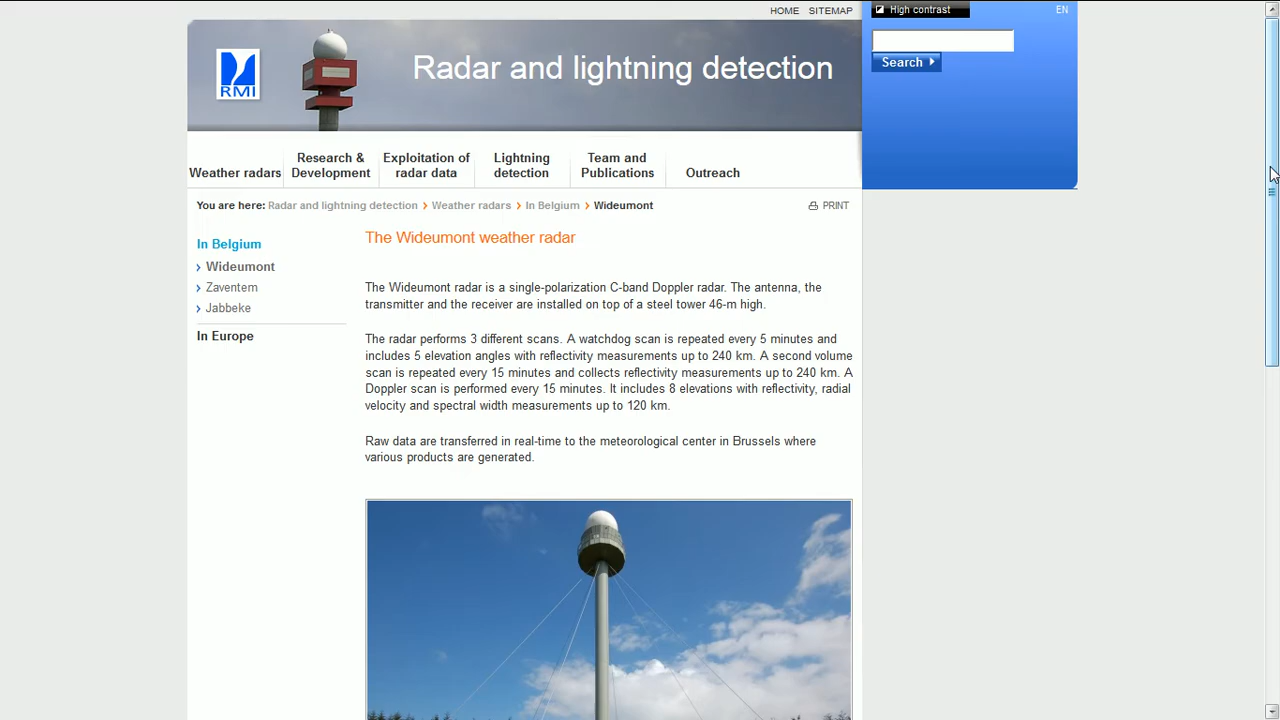 HOME SITEMAP
High contrast EN
RMI
Radar and lightning detection
Search
Weather radars
Research & Development
Exploitation of radar data
Lightning detection
Team and Publications
Outreach
You are here: Radar and lightning detection Weather radars In Belgium Wideumont
PRINT
In Belgium
Wideumont
Zaventem
Jabbeke
In Europe
The Wideumont weather radar
The Wideumont radar is a single-polarization C-band Doppler radar. The antenna, the
transmitter and the receiver are installed on top of a steel tower 46-m high.
The radar performs 3 different scans. A watchdog scan is repeated every 5 minutes and
includes 5 elevation angles with reflectivity measurements up to 240 km. A second volume
scan is repeated every 15 minutes and collects reflectivity measurements up to 240 km. A
Doppler scan is performed every 15 minutes. It includes 8 elevations with reflectivity, radial
velocity and spectral width measurements up to 120 km.
Raw data are transferred in real-time to the meteorological center in Brussels where
various products are generated.